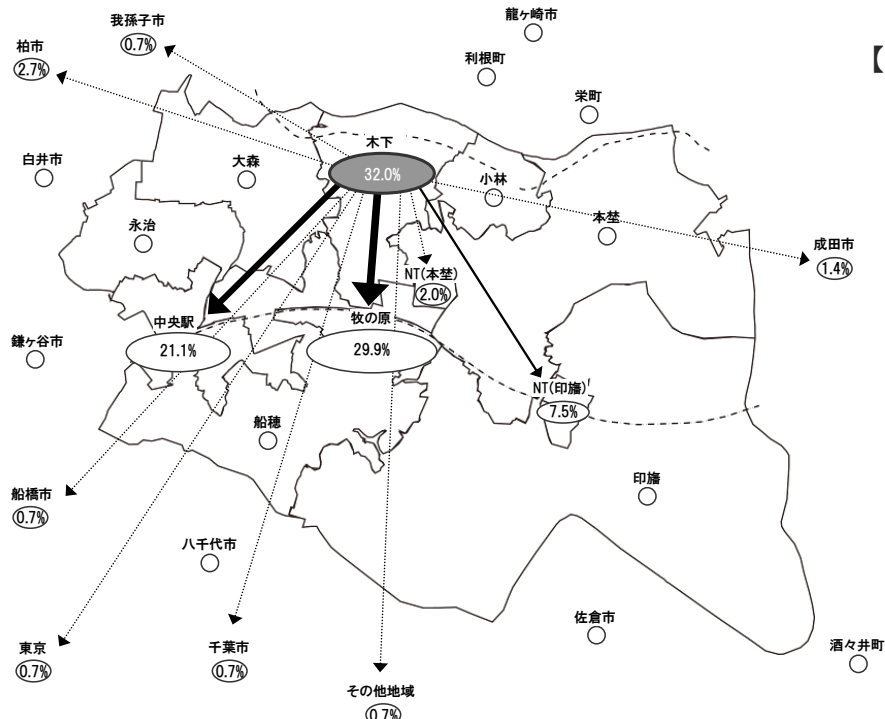 龍ヶ崎市
我孫子市
0.7%
柏市
2.7%
【
利根町
栄町
木下
32.0%
白井市
大森
小林
本埜
永治
成田市
1.4%
NT(本埜)
2.0%
中央駅
21.1%
牧の原
29.9%
鎌ヶ谷市
NT(印旛)
7.5%
船穂
印旛
船橋市
0.7%
八千代市
佐倉市
東京
0.7%
千葉市
0.7%
酒々井町
その他地域
0.7%